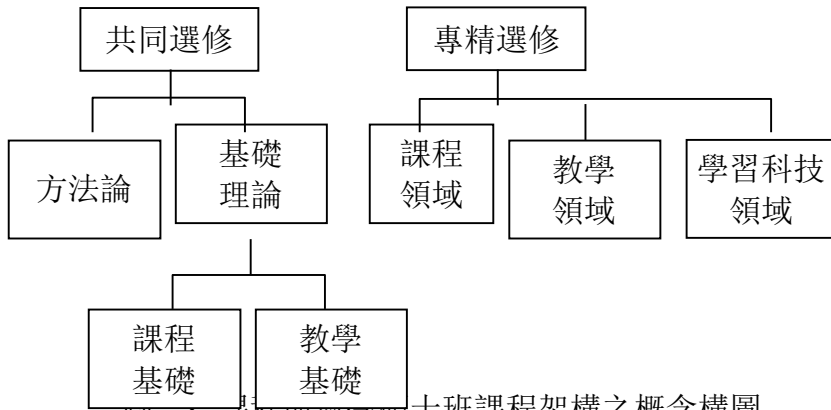 共同選修
專精選修
方法論
基礎
理論
課程
領域
教學
領域
學習科技
領域
課程
基礎
教學
基礎
士班課程架構之概念構圖